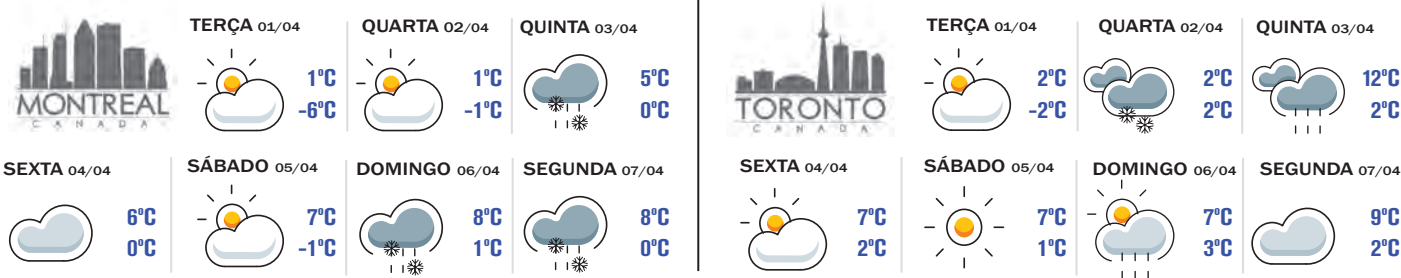 MONTREAL
CANADA
TERÇA 01/04
1ºC
-6ºC
QUARTA 02/04
1ºC
-1ºC
QUINTA 03/04
5ºC
0ºC
SEXTA 04/04
6ºC
0ºC
SÁBADO 05/04
7ºC
-1ºC
DOMINGO 06/04
8ºC
1ºC
SEGUNDA 07/04
8ºC
0ºC
TORONTO
CANADA
TERÇA 01/04
2ºC
-2ºC
QUARTA 02/04
2ºC
2ºC
QUINTA 03/04
12ºC
2ºC
SEXTA 04/04
7ºC
2ºC
SÁBADO 05/04
7ºC
1ºC
DOMINGO 06/04
7ºC
3ºC
SEGUNDA 07/04
9ºC
2ºC